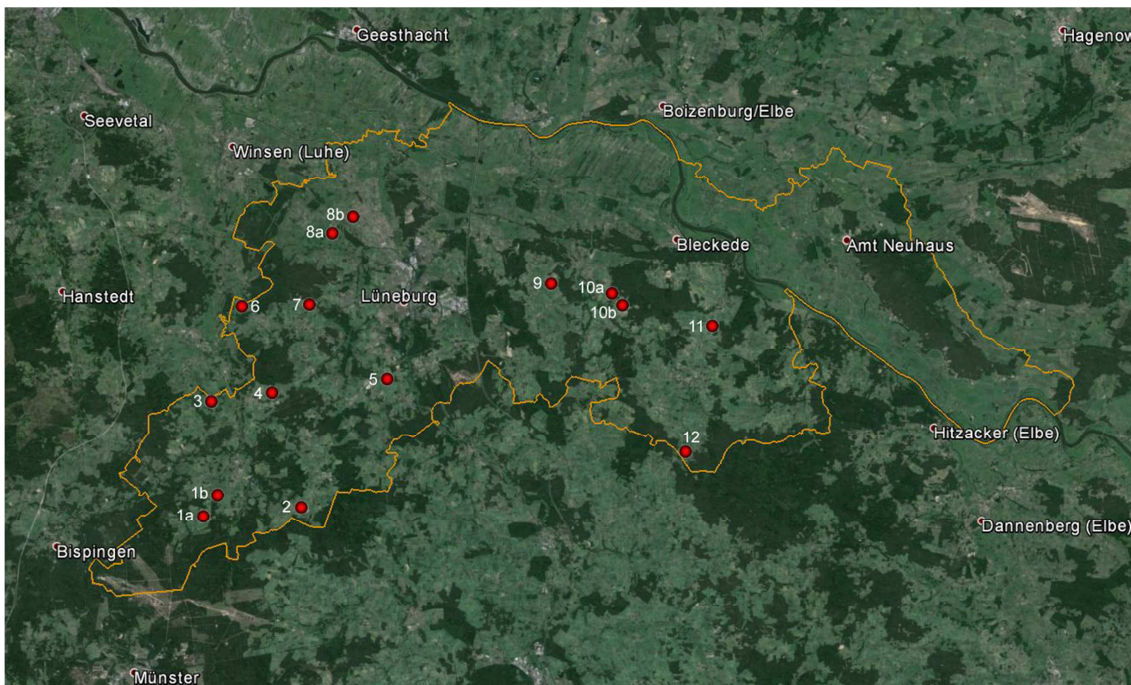 Geesthacht
Hagenow
Boizenburg/Elbe
Seevetal
Winsen (Luhe)
8b
8a
Bleckede
Amt Neuhaus
9
10a
Hanstedt
6
7
Lüneburg
10b
11
5
4
3
Hitzacker (Elbe)
12
1b
2
1a
Dannenberg (Elbe)
Bispingen
Münster